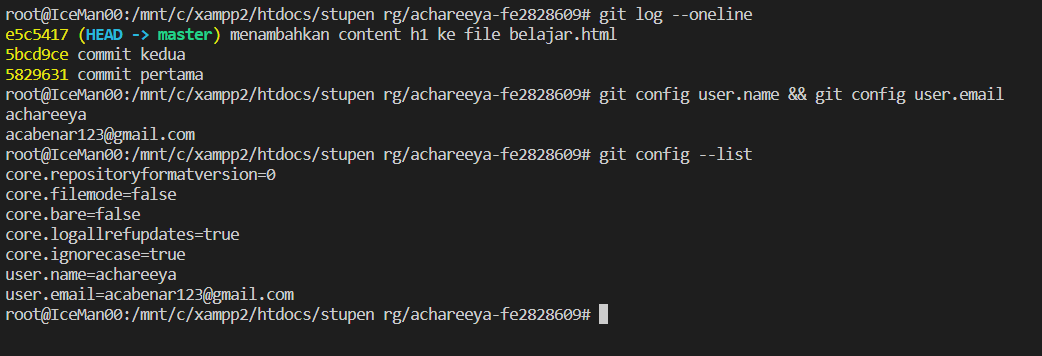 root@IceMan00:/mnt/c/xampp2/htdocs/stupen rg/achareeya-fe2828609# git log --oneline
e5c5417 (HEAD -> master) menambahkan content h1 ke file belajar.html
5bcd9ce commit kedua
5829631 commit pertama
root@IceMan00:/mnt/c/xampp2/htdocs/stupen rg/achareeya-fe2828609# git config user.name && git config user.email
achareeya
acabenar123@gmail.com
root@IceMan00:/mnt/c/xampp2/htdocs/stupen rg/achareeya-fe2828609# git config --list
core.repositoryformatversion=0
core.filemode=false
core.bare=false
core.logallrefupdates=true
core.ignorecase=true
user.name=achareeya
user.email=acabenar123@gmail.com
root@IceMan00:/mnt/c/xampp2/htdocs/stupen rg/achareeya-fe2828609#